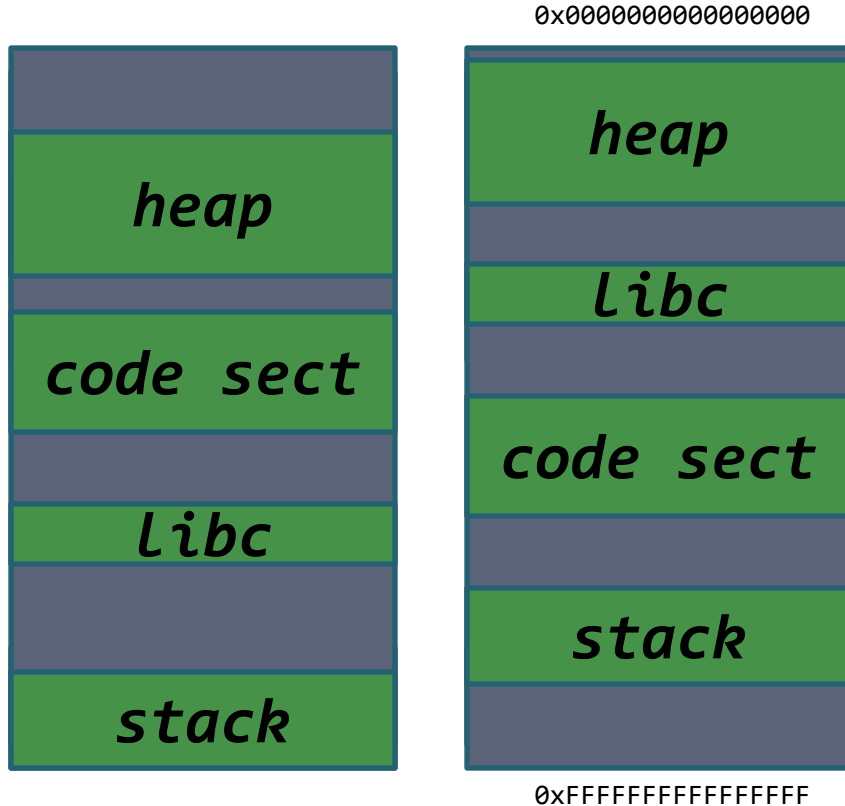 0x0000000000000000
heap
code sect
libc
stack
heap
libc
code sect
stack
0xFFFFFFFFFFFFFFFF